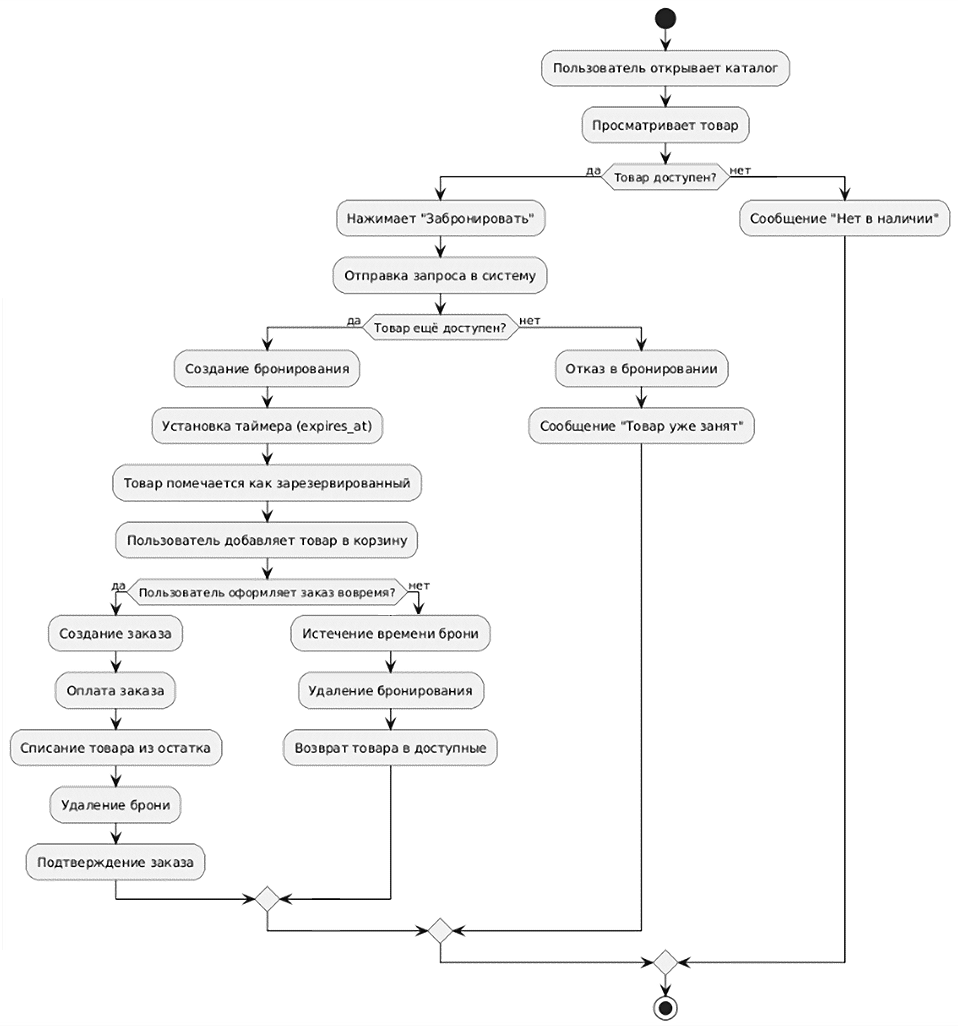 Пользователь открывает каталог
Просматривает товар
да
Товар доступен?
нет
Нажимает "Забронировать"
Сообщение "Нет в наличии"
Отправка запроса в систему
да
Товар ещё доступен?
нет
Создание бронирования
Отказ в бронировании
Установка таймера (expires_at)
Сообщение "Товар уже занят"
Товар помечается как зарезервированный
Пользователь добавляет товар в корзину
да
Пользователь оформляет заказ вовремя?
нет
Создание заказа
Истечение времени брони
Оплата заказа
Удаление бронирования
Списание товара из остатка
Возврат товара в доступные
Удаление брони
Подтверждение заказа